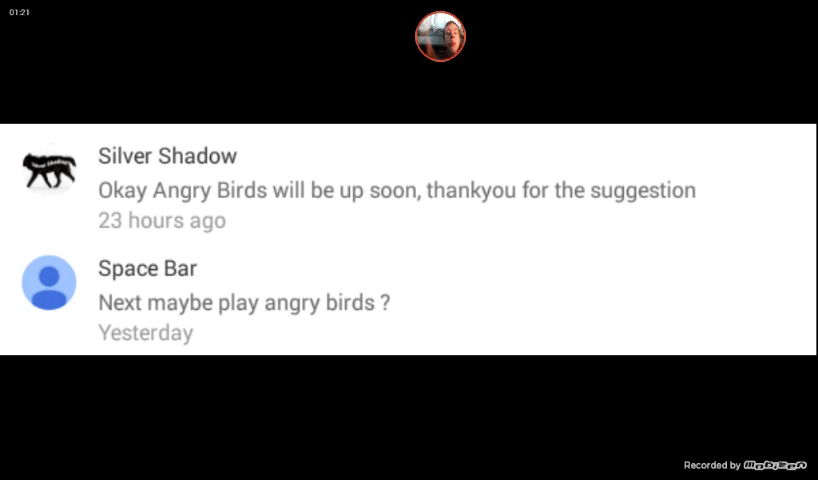 01:21
Silver Shadow
Okay Angry Birds will be up soon, thankyou for the suggestion
23 hours ago
Space Bar
Next maybe play angry birds ?
Yesterday
Recorded by Mobizen